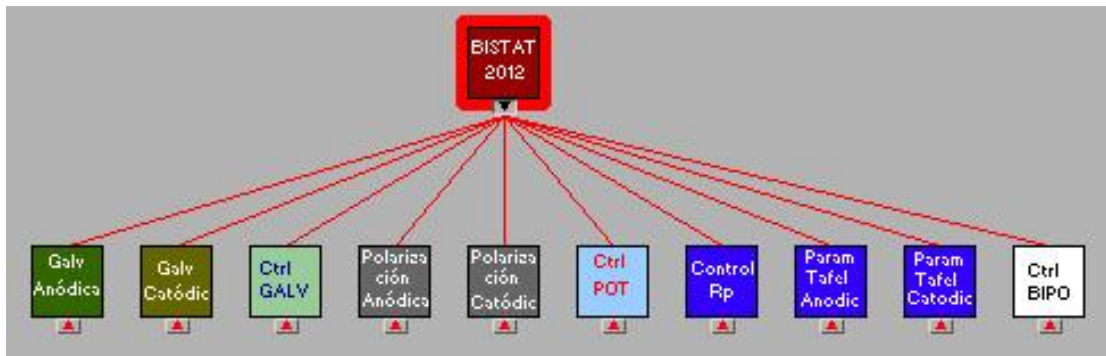 BISTAT
2012
Galv
Anódica
Galv
Catódic
Ctrl
GALV
Polariza
ción
Anódica
Polariza
ción
Catódic
Ctrl
POT
Control
Rp
Param
Tafel
Anodic
Param
Tafel
Catodic
Ctrl
BIPO